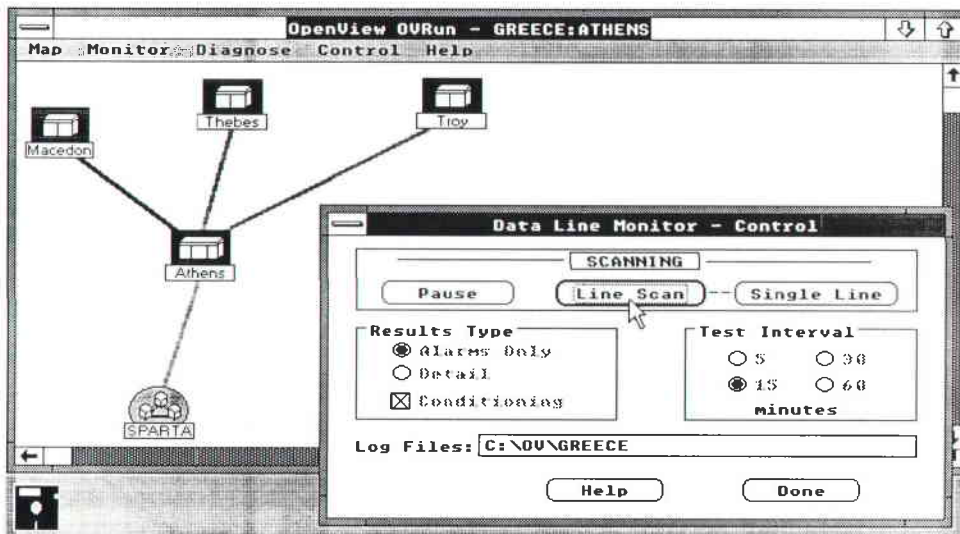 OpenView OVRun - GREECE:ATHENS
Map Monitor Diagnose Control Help
Macedon
Thebes
Troy
Athens
SPARTA
Data Line Monitor - Control
SCANNING
Pause
Line Scan
Single Line
Results Type
Alarms Only
Detail
Conditioning
Test Interval
5
30
15
60
minutes
Log Files: C:\OV\GREECE
Help
Done